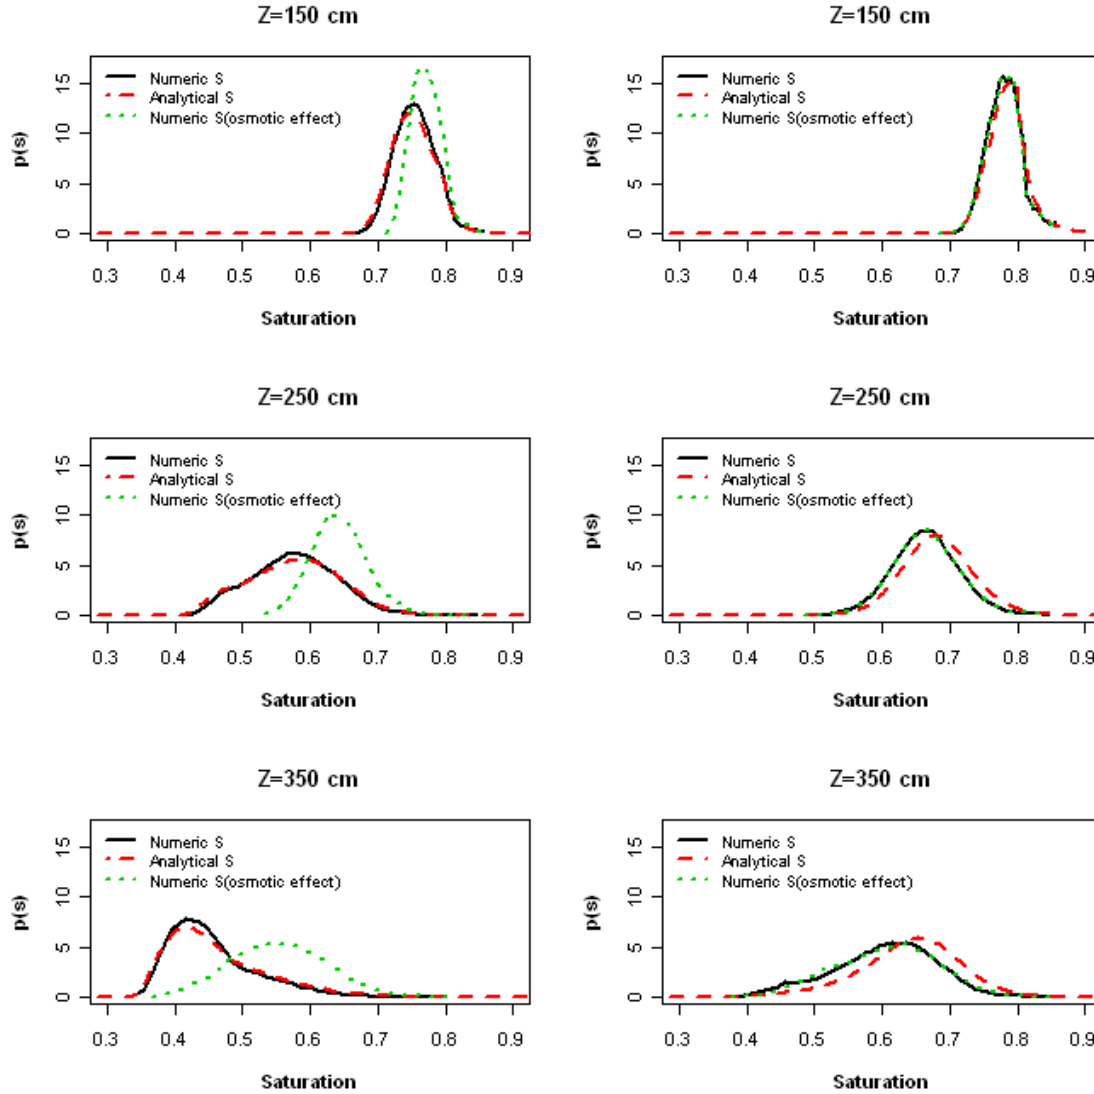 Z=150 cm
Numeric S
Analytical S
Numeric S(osmotic effect)
p(s)
0 5 10 15
0.3 0.4 0.5 0.6 0.7 0.8 0.9
Saturation
Z=150 cm
Numeric S
Analytical S
Numeric S(osmotic effect)
p(s)
0 5 10 15
0.3 0.4 0.5 0.6 0.7 0.8 0.9
Saturation
Z=250 cm
Numeric S
Analytical S
Numeric S(osmotic effect)
p(s)
0 5 10 15
0.3 0.4 0.5 0.6 0.7 0.8 0.9
Saturation
Z=250 cm
Numeric S
Analytical S
Numeric S(osmotic effect)
p(s)
0 5 10 15
0.3 0.4 0.5 0.6 0.7 0.8 0.9
Saturation
Z=350 cm
Numeric S
Analytical S
Numeric S(osmotic effect)
p(s)
0 5 10 15
0.3 0.4 0.5 0.6 0.7 0.8 0.9
Saturation
Z=350 cm
Numeric S
Analytical S
Numeric S(osmotic effect)
p(s)
0 5 10 15
0.3 0.4 0.5 0.6 0.7 0.8 0.9
Saturation